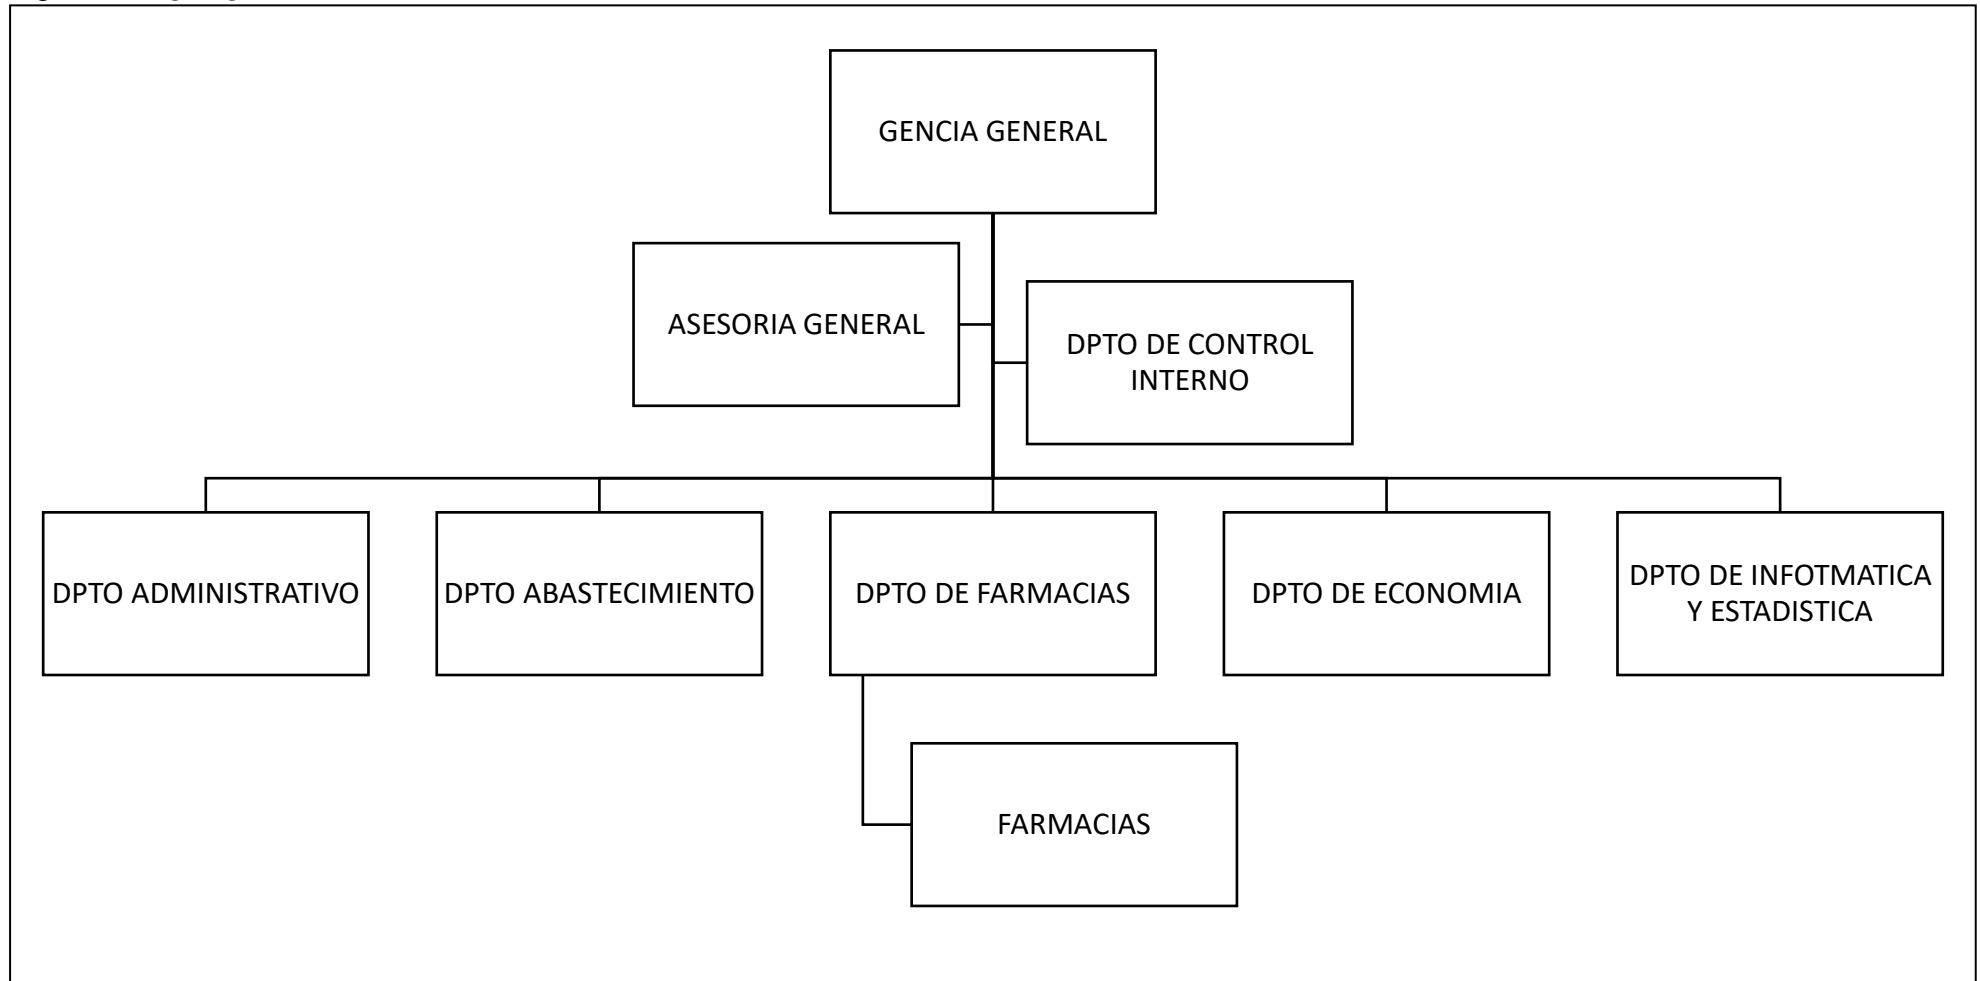 GENCIA GENERAL
ASESORIA GENERAL
DPTO DE CONTROL
INTERNO
DPTO ADMINISTRATIVO
DPTO ABASTECIMIENTO
DPTO DE FARMACIAS
DPTO DE ECONOMIA
DPTO DE INFOTMATICA
Y ESTADISTICA
FARMACIAS